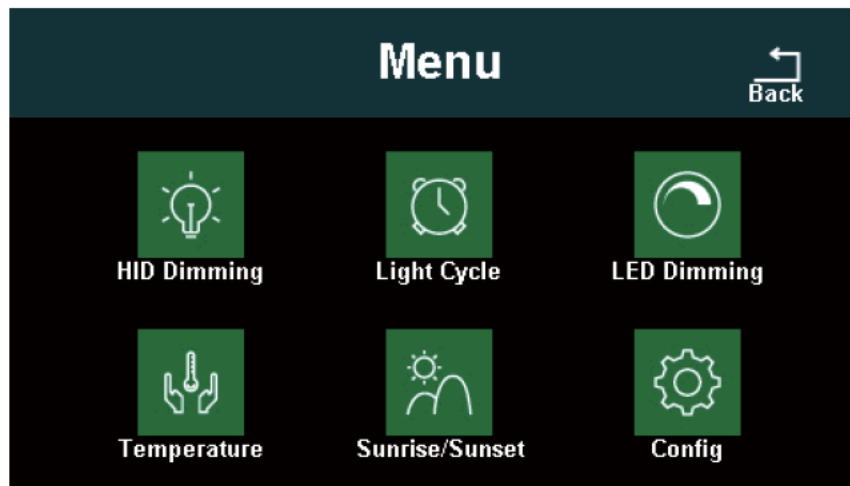 Menu
Back
HID Dimming
Light Cycle
LED Dimming
Temperature
Sunrise/Sunset
Config